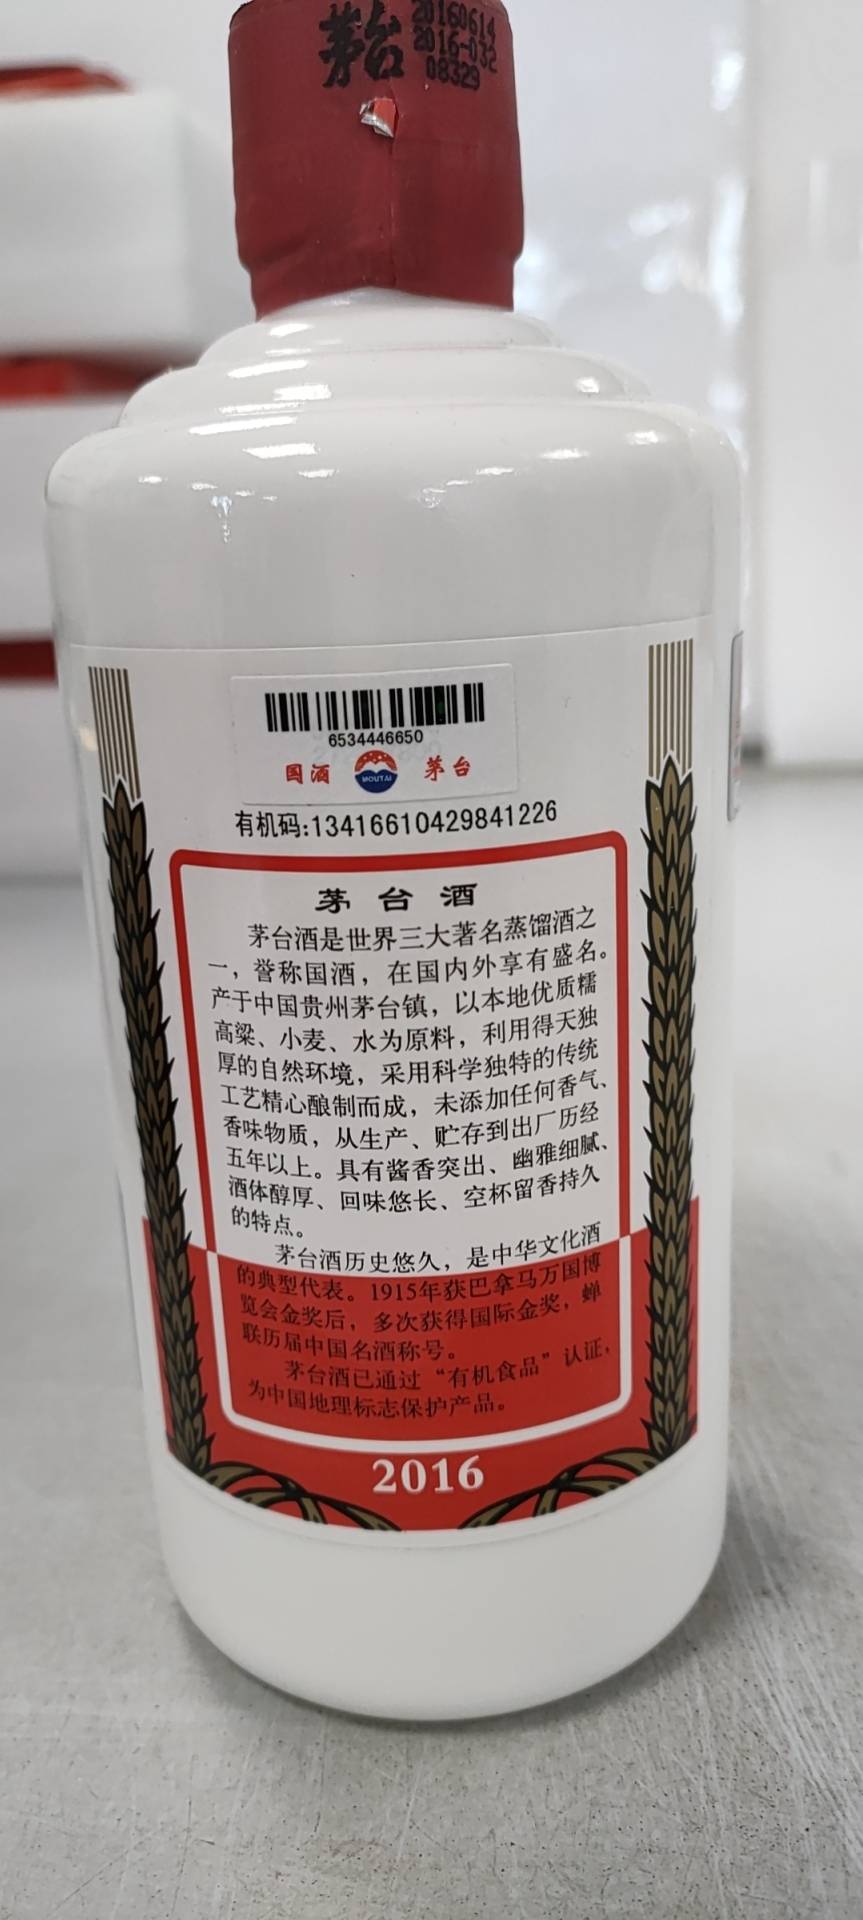 茅台
20160614
2016-032
08329
6534446650
国酒 MOUTAI 茅台
有机码:13416610429841226
茅台酒
茅台酒是世界三大著名蒸馏酒之
一，誉称国酒，在国内外享有盛名。
产于中国贵州茅台镇，以本地优质糯
高粱、小麦、水为原料，利用得天独
厚的自然环境，采用科学独特的传统
工艺精心酿制而成，未添加任何香气、
香味物质，从生产、贮存到出厂历经
五年以上。具有酱香突出、幽雅细腻、
酒体醇厚、回味悠长、空杯留香持久
的特点。
茅台酒历史悠久，是中华文化酒
的典型代表。1915年获巴拿马万国博
览会金奖后，多次获得国际金奖，蝉
联历届中国名酒称号。
茅台酒已通过“有机食品”认证，
为中国地理标志保护产品。
2016